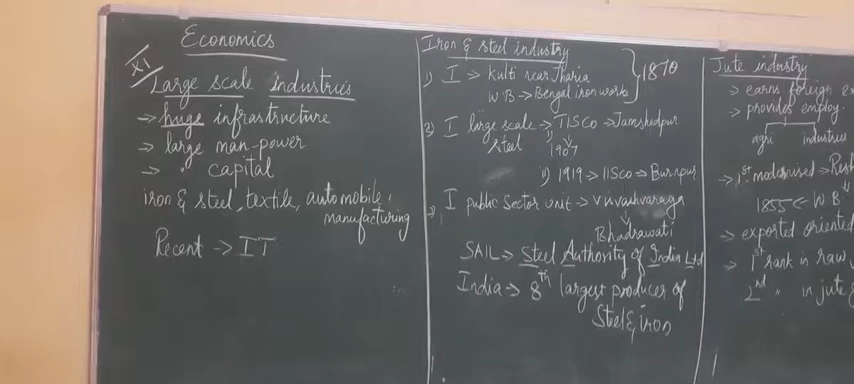 Economics
XI
Large scale Industries
→ huge infrastructure
→ large man-power
→ " capital
iron & steel, textile, automobile,
manufacturing
Recent → IT
Iron & steel industry
1) I → Kulti near Jharia
W.B → Bengal iron works
1870
2) I large scale → TISCO → Jamshedpur
steel
1907
ii) 1919 → IISCO → Burnpur
3) I public sector unit →
Bhadrawati
SAIL → Steel Authority of India Ltd
India → 8th largest producer of
Steel & iron
Jute industry
→ earns foreign
→ provides employ.
agri industries
→ 1st modernised →
1855 ← W.B
→ exported oriented
→ 1st rank in raw
2nd " in jute